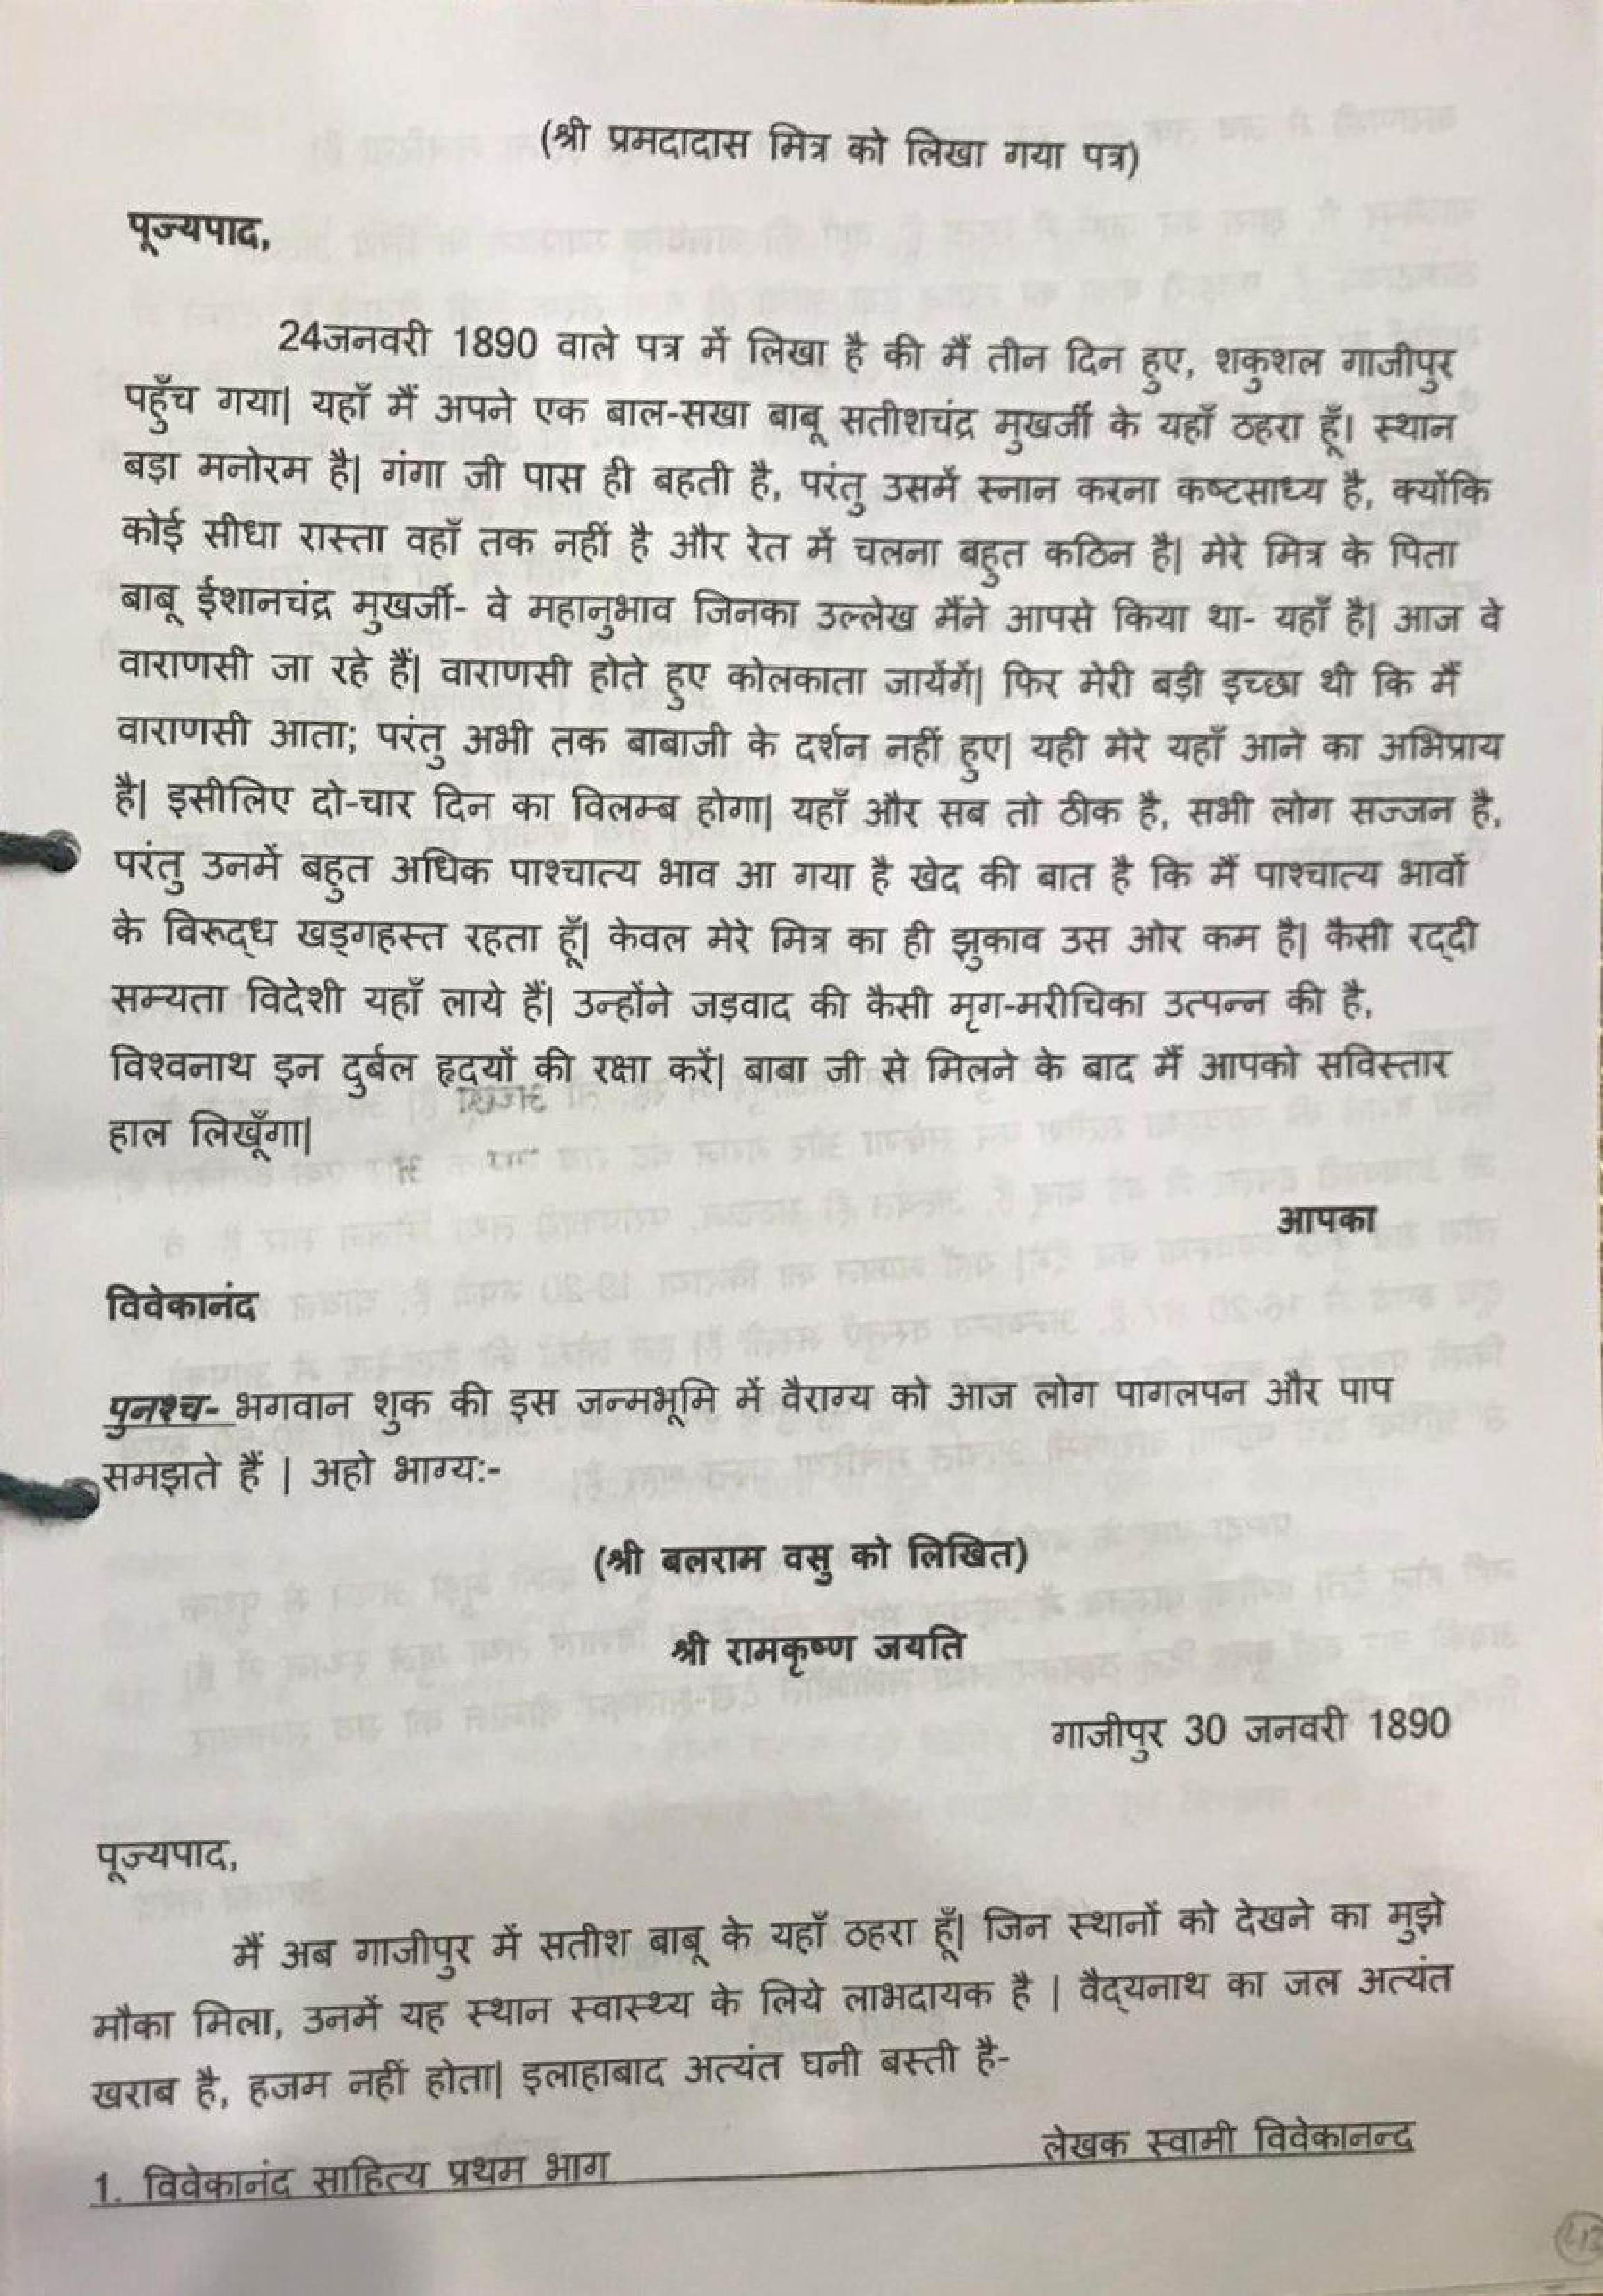 (श्री प्रमदादास मित्र को लिखा गया पत्र)
पूज्यपाद,
24जनवरी 1890 वाले पत्र में लिखा है की मैं तीन दिन हुए, शकुशल गाजीपुर
पहुँच गया| यहाँ मैं अपने एक बाल-सखा बाबू सतीशचंद्र मुखर्जी के यहाँ ठहरा हूँ। स्थान
बड़ा मनोरम है| गंगा जी पास ही बहती है, परंतु उसमें स्नान करना कष्टसाध्य है, क्योंकि
कोई सीधा रास्ता वहाँ तक नहीं है और रेत में चलना बहुत कठिन है| मेरे मित्र के पिता
बाबू ईशानचंद्र मुखर्जी- वे महानुभाव जिनका उल्लेख मैंने आपसे किया था- यहाँ है| आज वे
वाराणसी जा रहे हैं| वाराणसी होते हुए कोलकाता जायेंगें| फिर मेरी बड़ी इच्छा थी कि मैं
वाराणसी आता; परंतु अभी तक बाबाजी के दर्शन नहीं हुए| यही मेरे यहाँ आने का अभिप्राय
है| इसीलिए दो-चार दिन का विलम्ब होगा| यहाँ और सब तो ठीक है, सभी लोग सज्जन है,
परंतु उनमें बहुत अधिक पाश्चात्य भाव आ गया है खेद की बात है कि मैं पाश्चात्य भावों
के विरूद्ध खड्गहस्त रहता हूँ| केवल मेरे मित्र का ही झुकाव उस ओर कम है| कैसी रद्दी
सम्यता विदेशी यहाँ लाये हैं| उन्होंने जड़वाद की कैसी मृग-मरीचिका उत्पन्न की है,
विश्वनाथ इन दुर्बल हृदयों की रक्षा करें| बाबा जी से मिलने के बाद मैं आपको सविस्तार
हाल लिखूँगा|
आपका
विवेकानंद
पुनश्च- भगवान शुक की इस जन्मभूमि में वैराग्य को आज लोग पागलपन और पाप
समझते हैं | अहो भाग्य:-
(श्री बलराम वसु को लिखित)
श्री रामकृष्ण जयति
गाजीपुर 30 जनवरी 1890
पूज्यपाद,
मैं अब गाजीपुर में सतीश बाबू के यहाँ ठहरा हूँ| जिन स्थानों को देखने का मुझे
मौका मिला, उनमें यह स्थान स्वास्थ्य के लिये लाभदायक है | वैद्यनाथ का जल अत्यंत
खराब है, हजम नहीं होता| इलाहाबाद अत्यंत घनी बस्ती है-
1. विवेकानंद साहित्य प्रथम भाग लेखक स्वामी विवेकानन्द